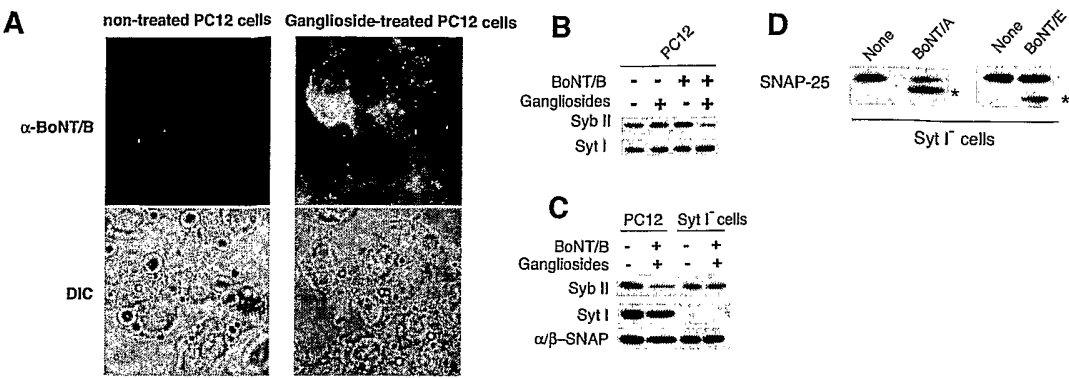 A
non-treated PC12 cells
Ganglioside-treated PC12 cells
α-BoNT/B
DIC
B
PC12
BoNT/B - - + +
Gangliosides - + - +
Syb II
Syt I
C
PC12 Syt I⁻ cells
BoNT/B - + - +
Gangliosides - + - +
Syb II
Syt I
α/β–SNAP
D
None BoNT/A None BoNT/E
SNAP-25
* *
Syt I⁻ cells